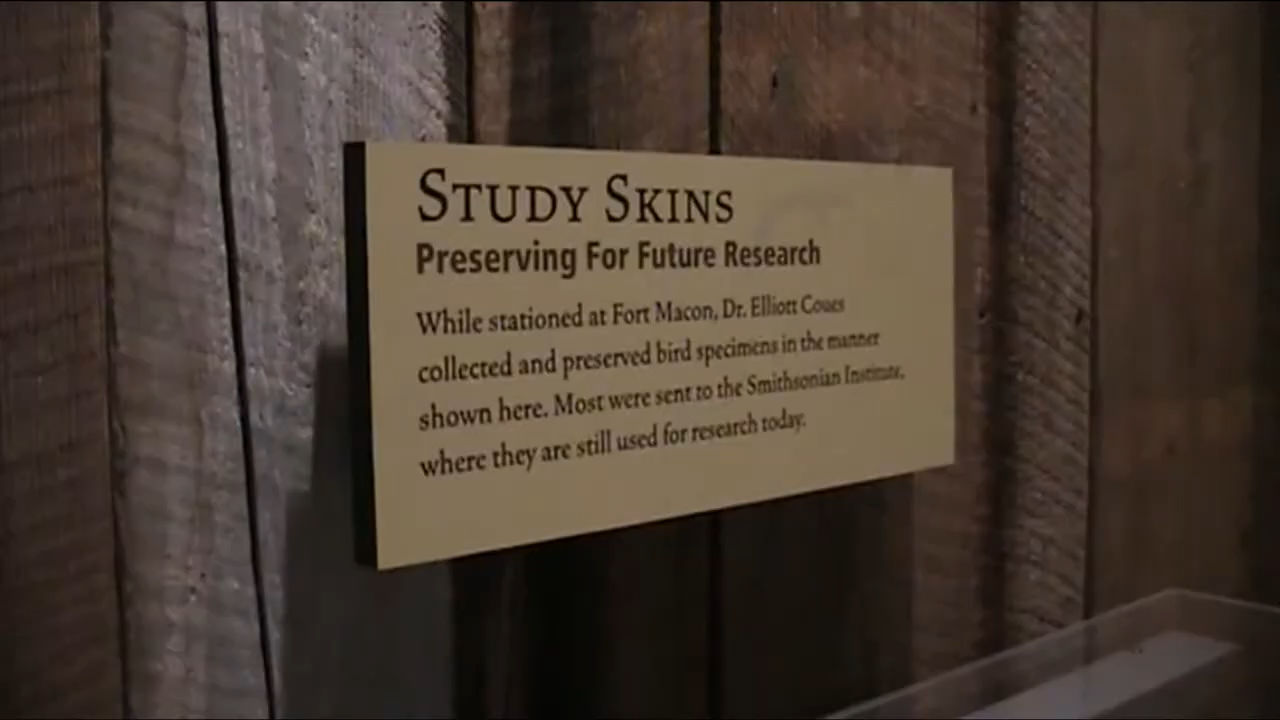 STUDY SKINS
Preserving For Future Research
While stationed at Fort Macon, Dr. Elliott Coues
collected and preserved bird specimens in the manner
shown here. Most were sent to the Smithsonian Institute,
where they are still used for research today.